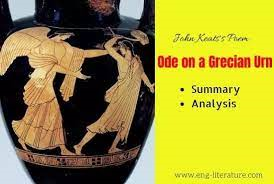 John Keats's Poem
Ode on a Grecian Urn
• Summary
• Analysis
www.eng-literature.com